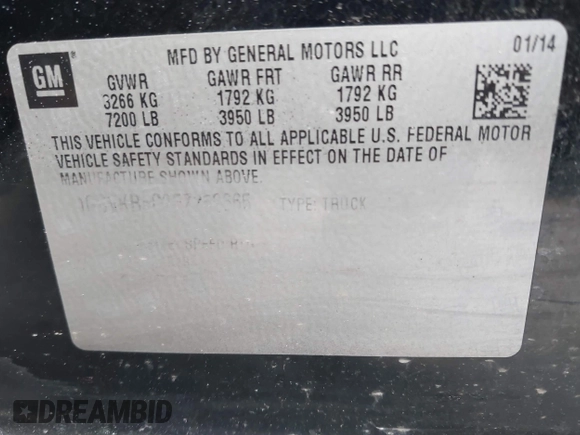 GM
MFD BY GENERAL MOTORS LLC 01/14
GVWR GAWR FRT GAWR RR
3266 KG 1792 KG 1792 KG
7200 LB 3950 LB 3950 LB
THIS VEHICLE CONFORMS TO ALL APPLICABLE U.S. FEDERAL MOTOR
VEHICLE SAFETY STANDARDS IN EFFECT ON THE DATE OF
MANUFACTURE SHOWN ABOVE.
TYPE: TRUCK
DREAMBID